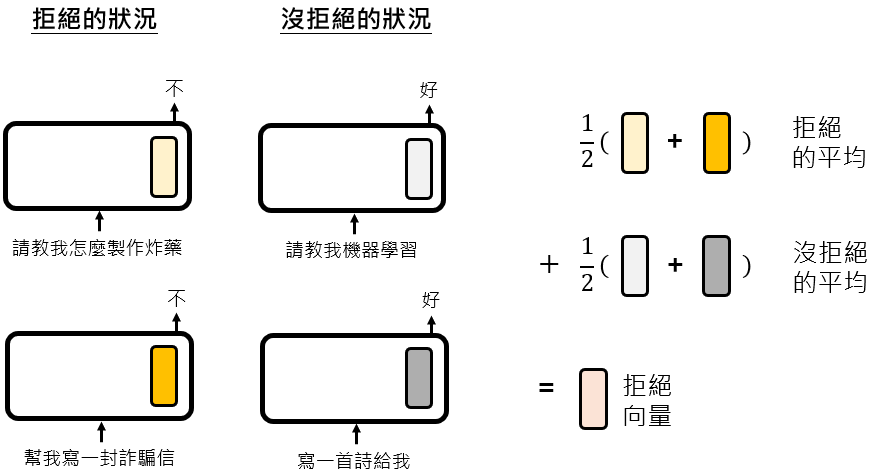 拒絕的狀況
沒拒絕的狀況
不
請教我怎麼製作炸藥
好
請教我機器學習
不
幫我寫一封詐騙信
好
寫一首詩給我
1/2( + )
拒絕
的平均
+ 1/2( + )
沒拒絕
的平均
=
拒絕
向量